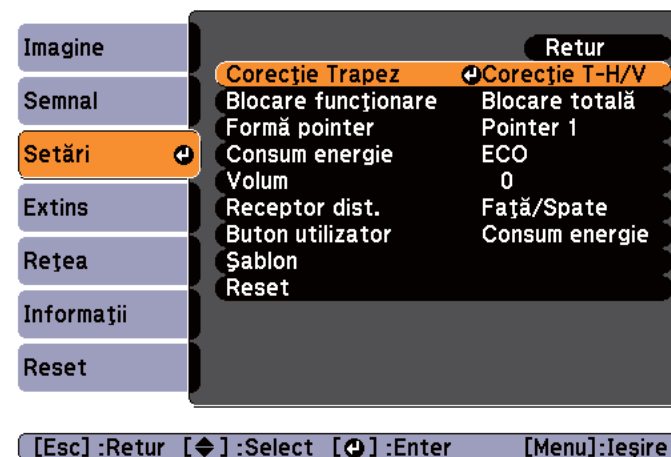 Imagine
Semnal
Setări
Extins
Reţea
Informaţii
Reset
Retur
Corecţie Trapez Corecţie T-H/V
Blocare funcţionare Blocare totală
Formă pointer Pointer 1
Consum energie ECO
Volum 0
Receptor dist. Faţă/Spate
Buton utilizator Consum energie
Şablon
Reset
[Esc] :Retur [◆] :Select [⏎] :Enter [Menu]:Ieşire